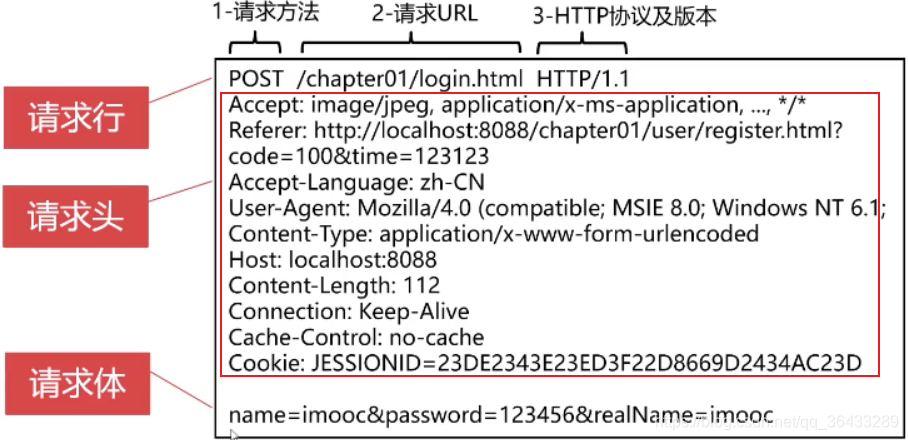 1-请求方法 2-请求URL 3-HTTP协议及版本
POST /chapter01/login.html HTTP/1.1
请求行
Accept: image/jpeg, application/x-ms-application, ..., */*
Referer: http://localhost:8088/chapter01/user/register.html?
code=100&time=123123
请求头
Accept-Language: zh-CN
User-Agent: Mozilla/4.0 (compatible; MSIE 8.0; Windows NT 6.1;
Content-Type: application/x-www-form-urlencoded
Host: localhost:8088
Content-Length: 112
Connection: Keep-Alive
Cache-Control: no-cache
Cookie: JESSIONID=23DE2343E23ED3F22D8669D2434AC23D
请求体
name=imooc&password=123456&realName=imooc
https://blog.csdn.net/qq_36433289